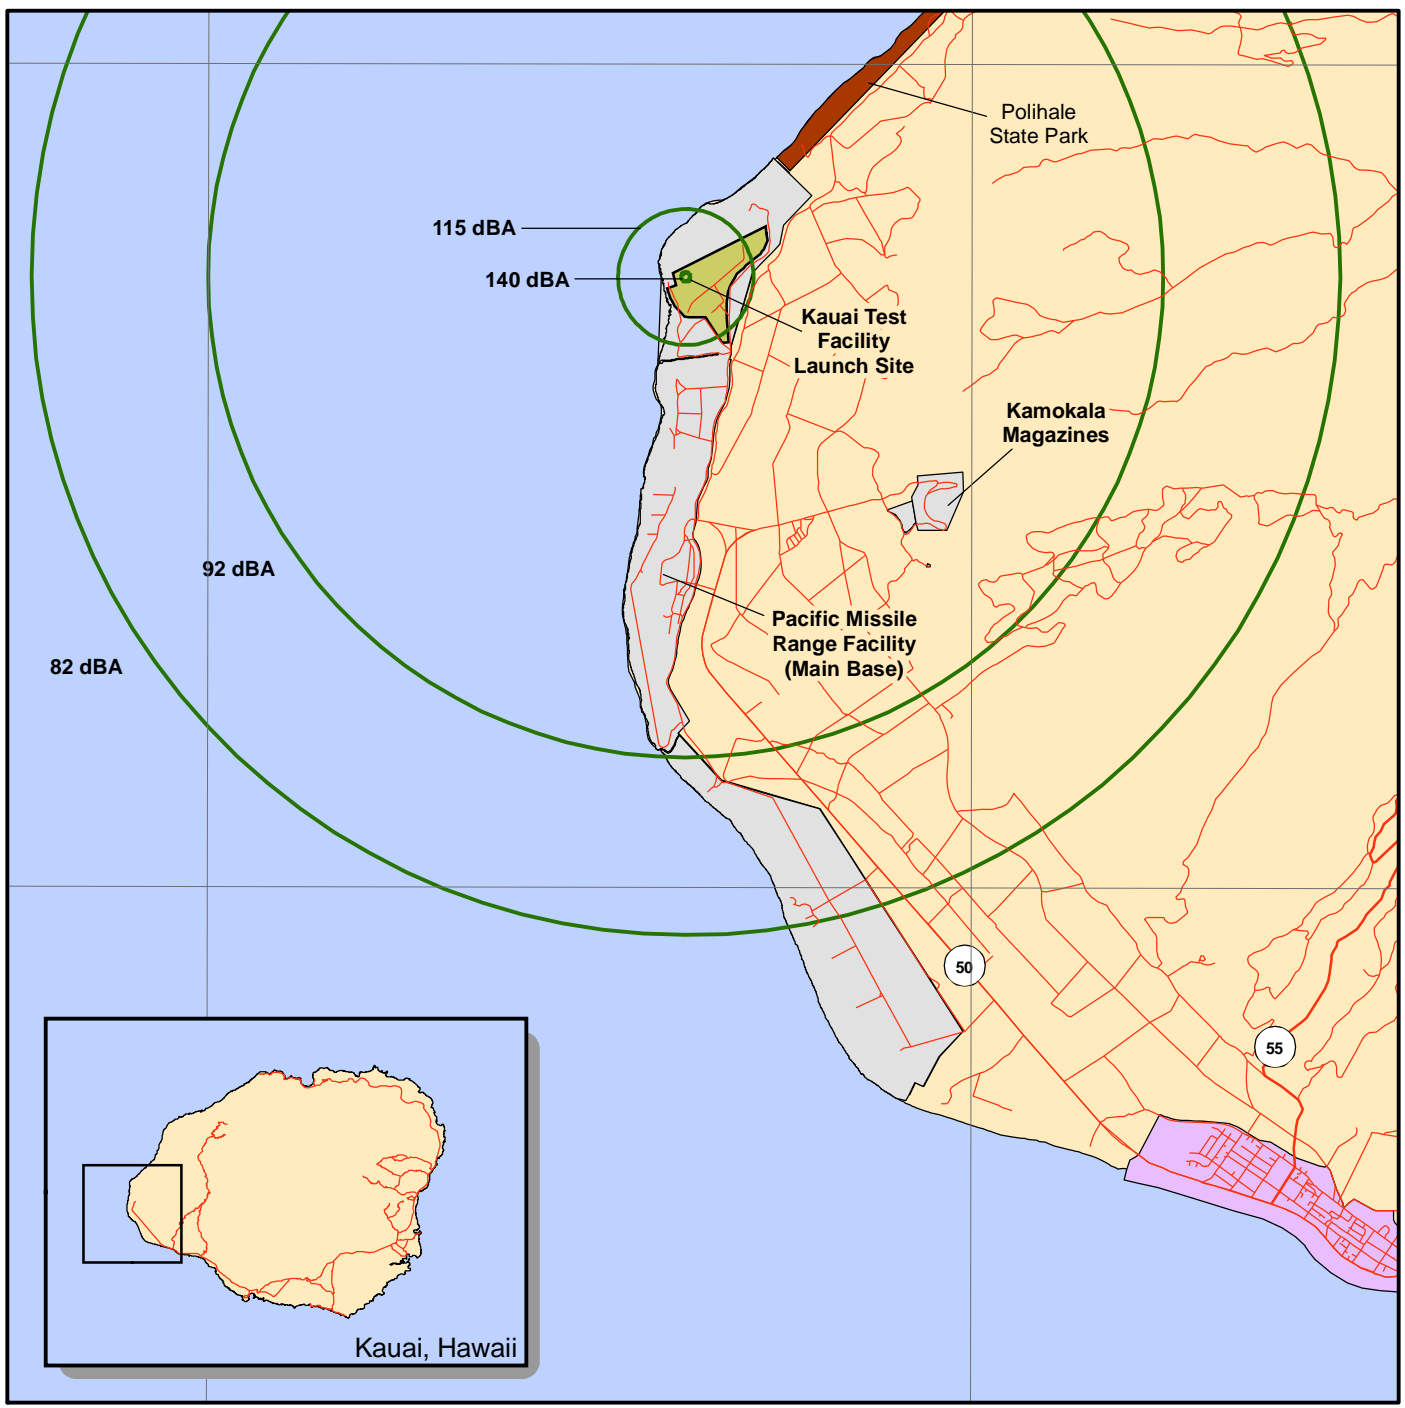 Polihale
State Park
115 dBA
140 dBA
Kauai Test
Facility
Launch Site
Kamokala
Magazines
92 dBA
Pacific Missile
Range Facility
(Main Base)
82 dBA
50
55
Kauai, Hawaii